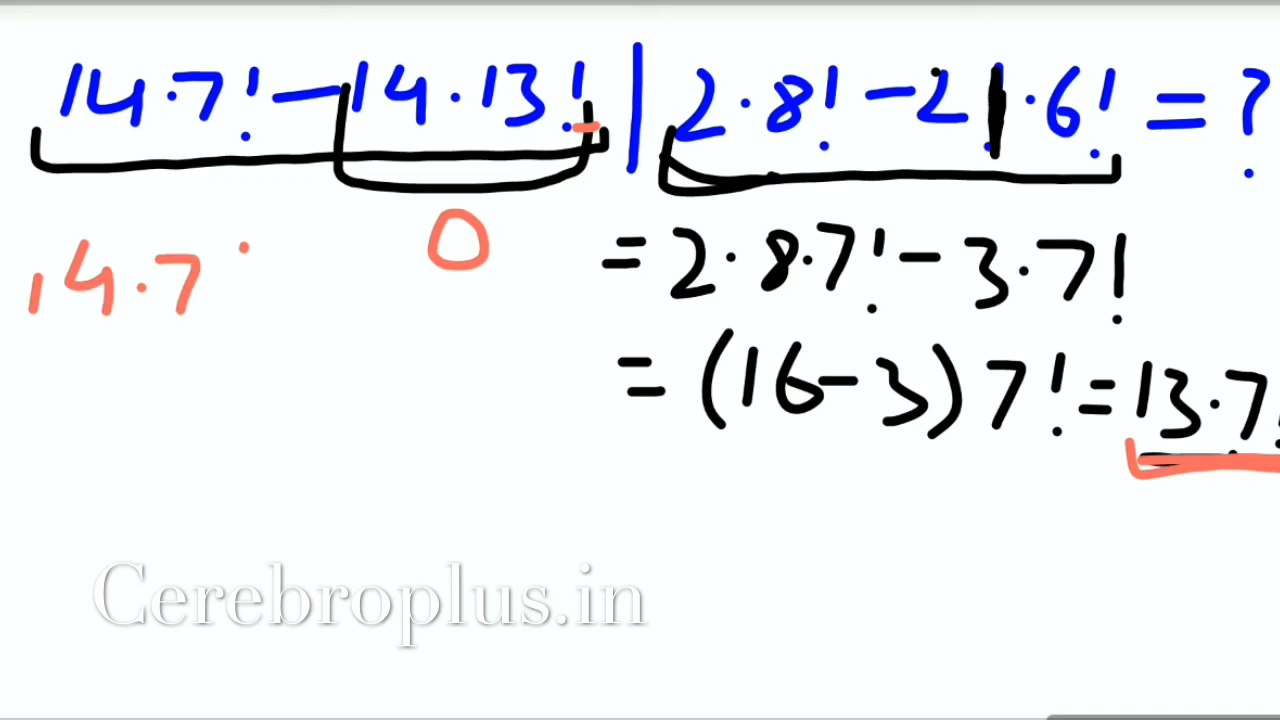 14·7! - 14·13! | 2·8! - 21·6! = ?
0
14·7
= 2·8·7! - 3·7!
= (16-3) 7! = 13·7!
Cerebroplus.in